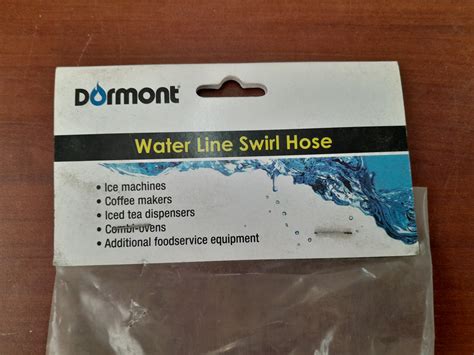 Dormont
Water Line Swirl Hose
• Ice machines
• Coffee makers
• Iced tea dispensers
• Combi-ovens
• Additional foodservice equipment